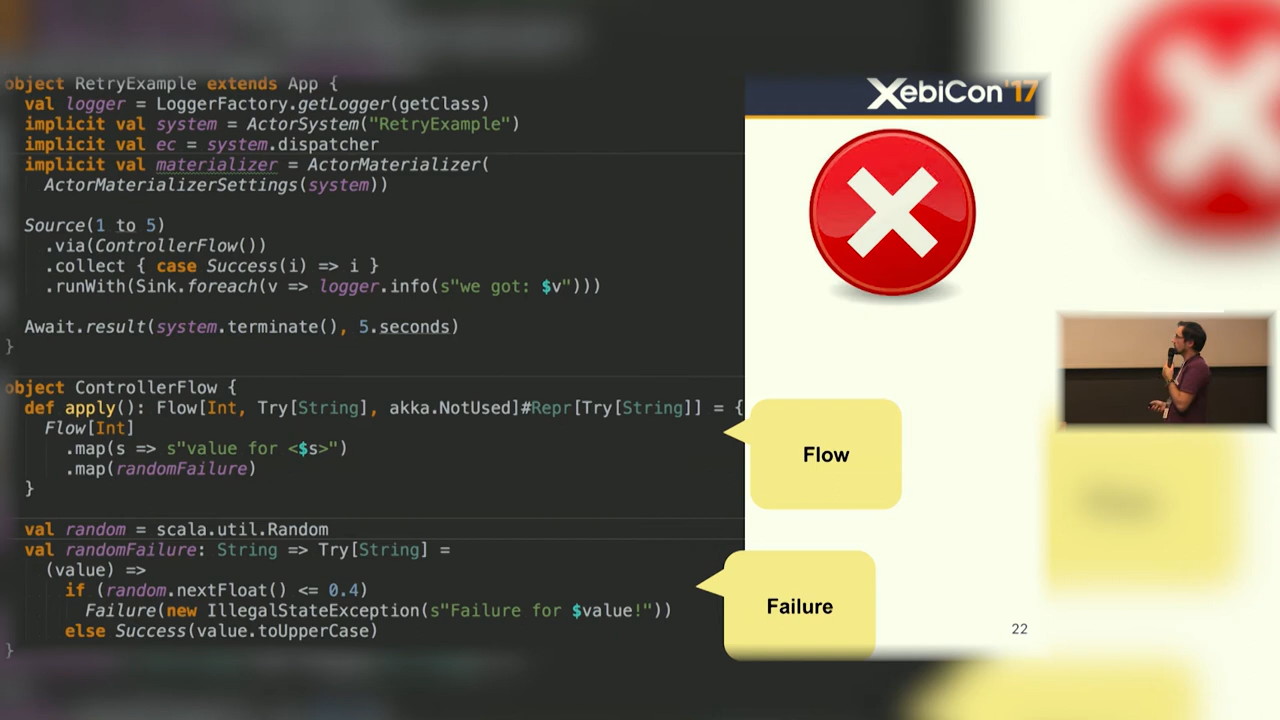 object RetryExample extends App {
val logger = LoggerFactory.getLogger(getClass)
implicit val system = ActorSystem("RetryExample")
implicit val ec = system.dispatcher
implicit val materializer = ActorMaterializer(
ActorMaterializerSettings(system))
Source(1 to 5)
.via(ControllerFlow())
.collect { case Success(i) => i }
.runWith(Sink.foreach(v => logger.info(s"we got: $v")))
Await.result(system.terminate(), 5.seconds)
}
object ControllerFlow {
def apply(): Flow[Int, Try[String], akka.NotUsed]#Repr[Try[String]] = {
Flow[Int]
.map(s => s"value for <$s>")
.map(randomFailure)
}
val random = scala.util.Random
val randomFailure: String => Try[String] =
(value) =>
if (random.nextFloat() <= 0.4)
Failure(new IllegalStateException(s"Failure for $value!"))
else Success(value.toUpperCase)
}
XebiCon'17
Flow
Failure
22